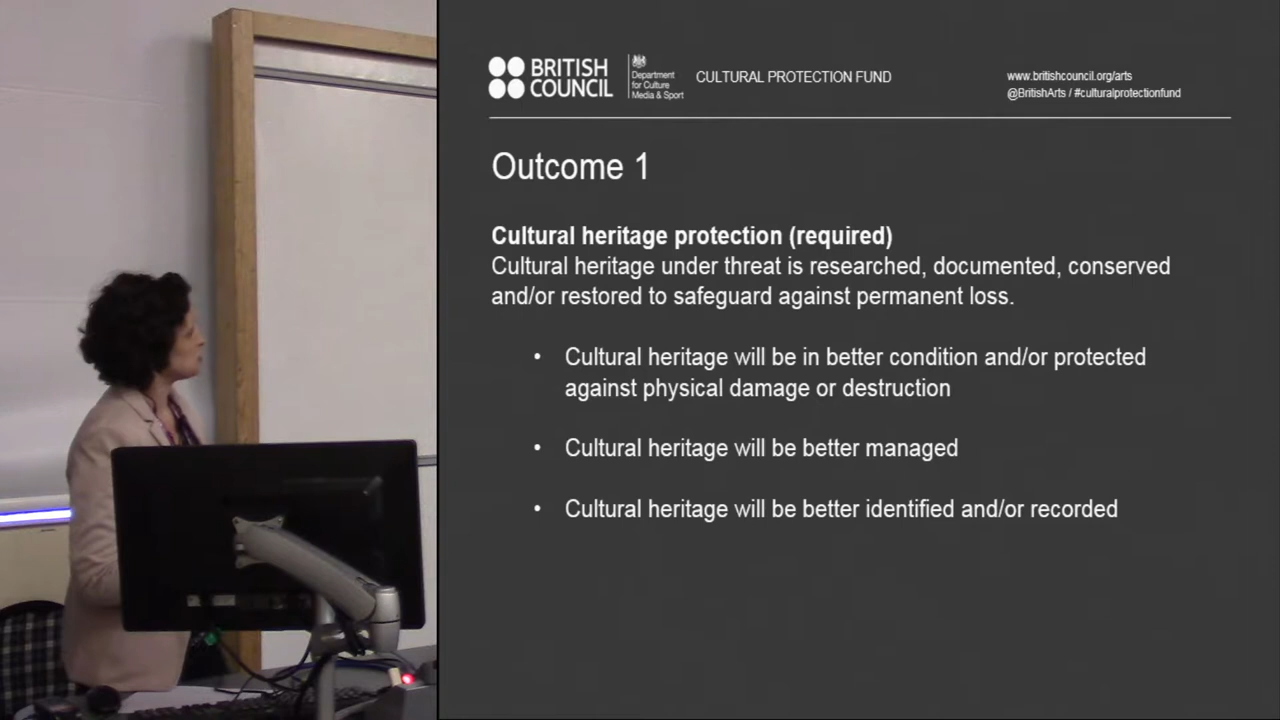 BRITISH
COUNCIL
Department
for Culture
Media & Sport
CULTURAL PROTECTION FUND
www.britishcouncil.org/arts
@BritishArts / #culturalprotectionfund
Outcome 1
Cultural heritage protection (required)
Cultural heritage under threat is researched, documented, conserved
and/or restored to safeguard against permanent loss.
• Cultural heritage will be in better condition and/or protected
against physical damage or destruction
• Cultural heritage will be better managed
• Cultural heritage will be better identified and/or recorded